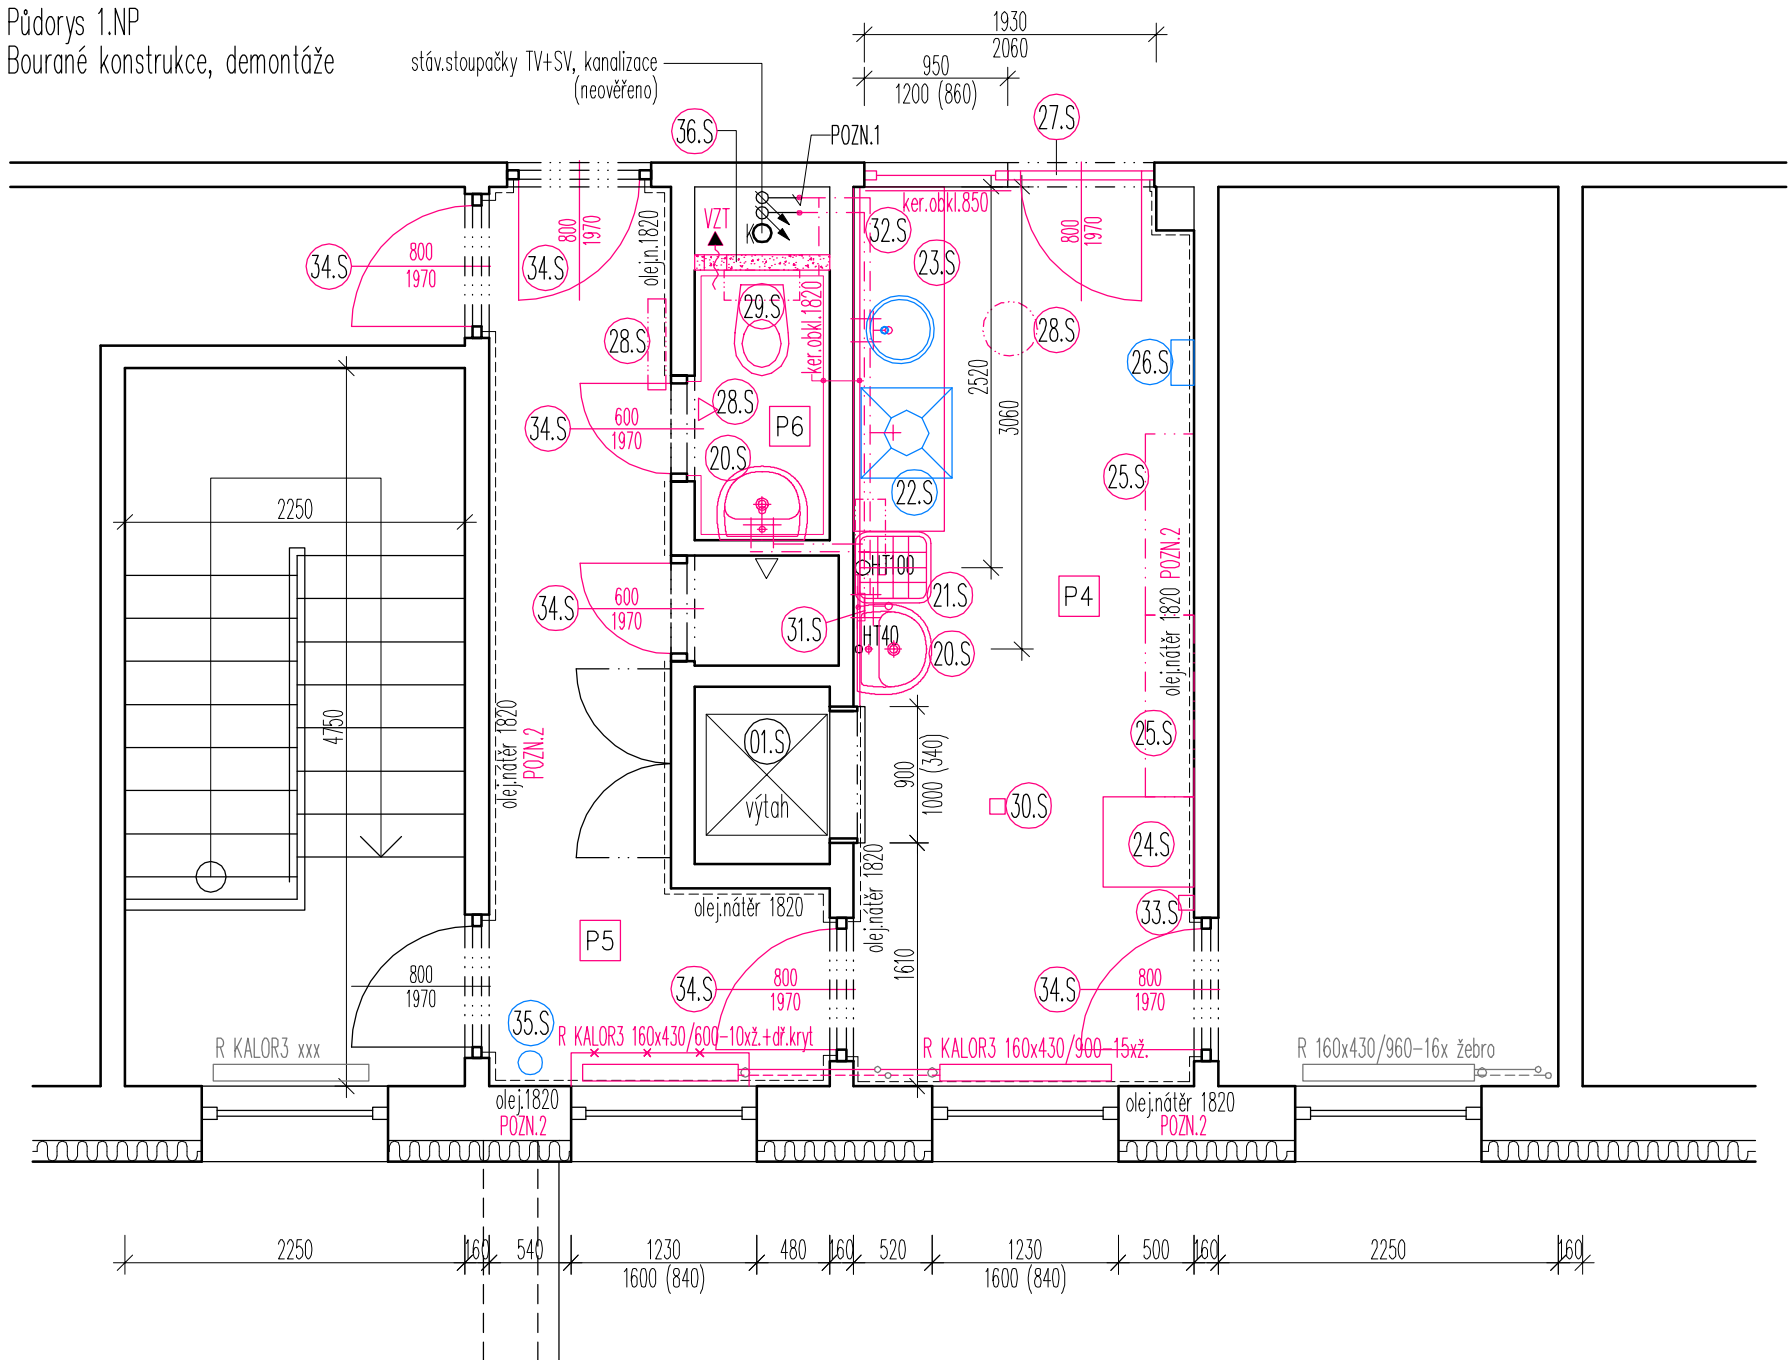 Půdorys 1.NP
Bourané konstrukce, demontáže
stáv.stoupačky TV+SV, kanalizace
(neověřeno)
1930
2060
950
1200 (860)
27.S
36.S
POZN.1
34.S
800
1970
34.S
800
1970
olej.n.1820
VZT
K
32.S
ker.obkl.850
23.S
800
1970
29.S
ker.obkl.1820
28.S
28.S
26.S
2520
3060
34.S
600
1970
28.S
P6
20.S
22.S
25.S
2250
POZN.2
HT100
21.S
P4
34.S
600
1970
31.S
HT40
20.S
olej.nátěr 1820
4750
olej.nátěr 1820
POZN.2
01.S
výtah
900
1000 (340)
25.S
30.S
24.S
olej.nátěr 1820
olej.nátěr 1820
33.S
P5
1610
800
1970
34.S
800
1970
34.S
800
1970
35.S
R KALOR3 xxx
R KALOR3 160x430/600-10xž.+dř.kryt
R KALOR3 160x430/900-15xž.
R 160x430/960-16x žebro
olej.1820
POZN.2
olej.nátěr 1820
POZN.2
2250
160
540
1230
1600 (840)
480
160
520
1230
1600 (840)
500
160
2250
160